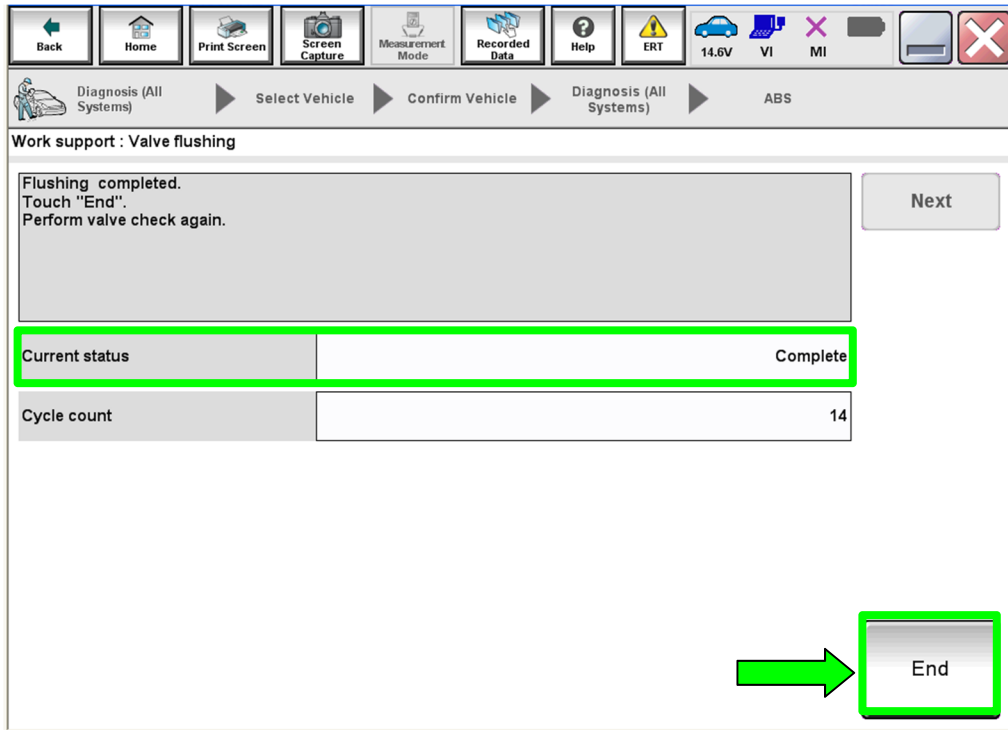 Back
Home
Print Screen
Screen
Capture
Measurement
Mode
Recorded
Data
Help
ERT
14.6V
VI
MI
Diagnosis (All
Systems)
Select Vehicle
Confirm Vehicle
Diagnosis (All
Systems)
ABS
Work support : Valve flushing
Flushing  completed.
Touch "End".
Perform valve check again.
Next
Current status
Complete
Cycle count
14
End